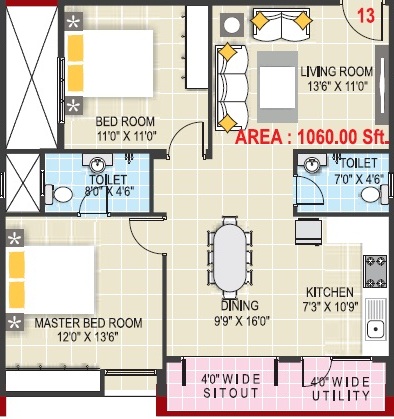 13
LIVING ROOM
13'6" X 11'0"
BED ROOM
11'0" X 11'0"
AREA : 1060.00 Sft.
TOILET
8'0" X 4'6"
TOILET
7'0" X 4'6"
DINING
9'9" X 16'0"
KITCHEN
7'3" X 10'9"
MASTER BED ROOM
12'0" X 13'6"
4'0" WIDE
SITOUT
4'0" WIDE
UTILITY